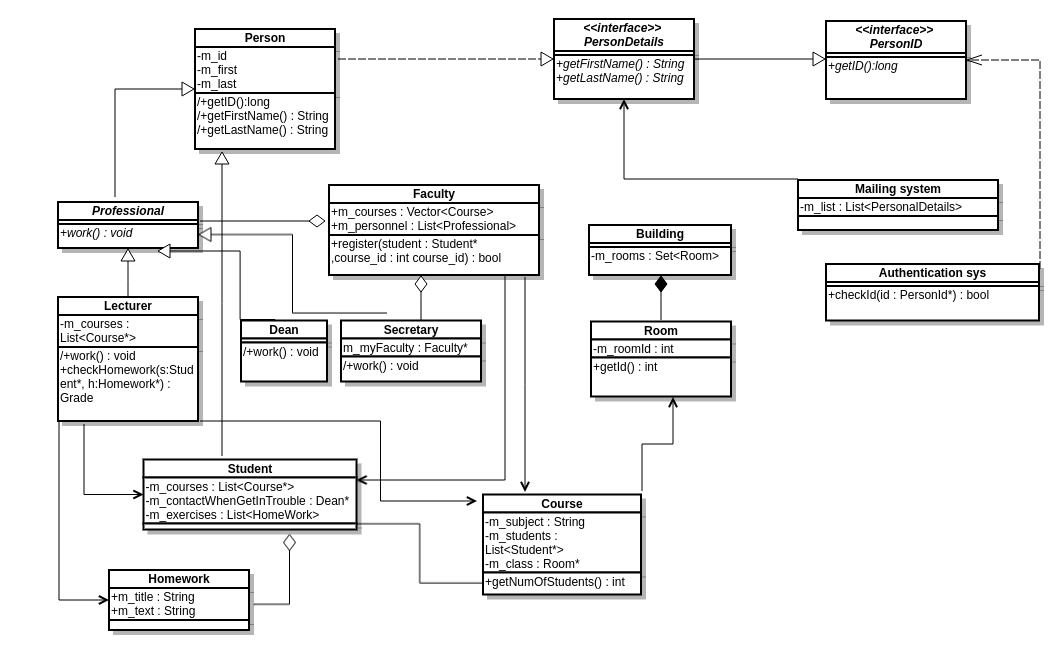 Person
-m_id
-m_first
-m_last
/+getID():long
/+getFirstName() : String
/+getLastName() : String
<<interface>>
PersonDetails
+getFirstName() : String
+getLastName() : String
<<interface>>
PersonID
+getID():long
Professional
+work() : void
Faculty
+m_courses : Vector<Course>
+m_personnel : List<Professional>
+register(student : Student*
,course_id : int course_id) : bool
Building
-m_rooms : Set<Room>
Mailing system
-m_list : List<PersonalDetails>
Authentication sys
+checkId(id : PersonId*) : bool
Lecturer
-m_courses :
List<Course*>
/+work() : void
+checkHomework(s:Stud
ent*, h:Homework*) :
Grade
Dean
/+work() : void
Secretary
m_myFaculty : Faculty*
/+work() : void
Room
-m_roomId : int
+getId() : int
Student
-m_courses : List<Course*>
-m_contactWhenGetInTrouble : Dean*
-m_exercises : List<HomeWork>
Course
-m_subject : String
-m_students :
List<Student*>
-m_class : Room*
+getNumOfStudents() : int
Homework
+m_title : String
+m_text : String